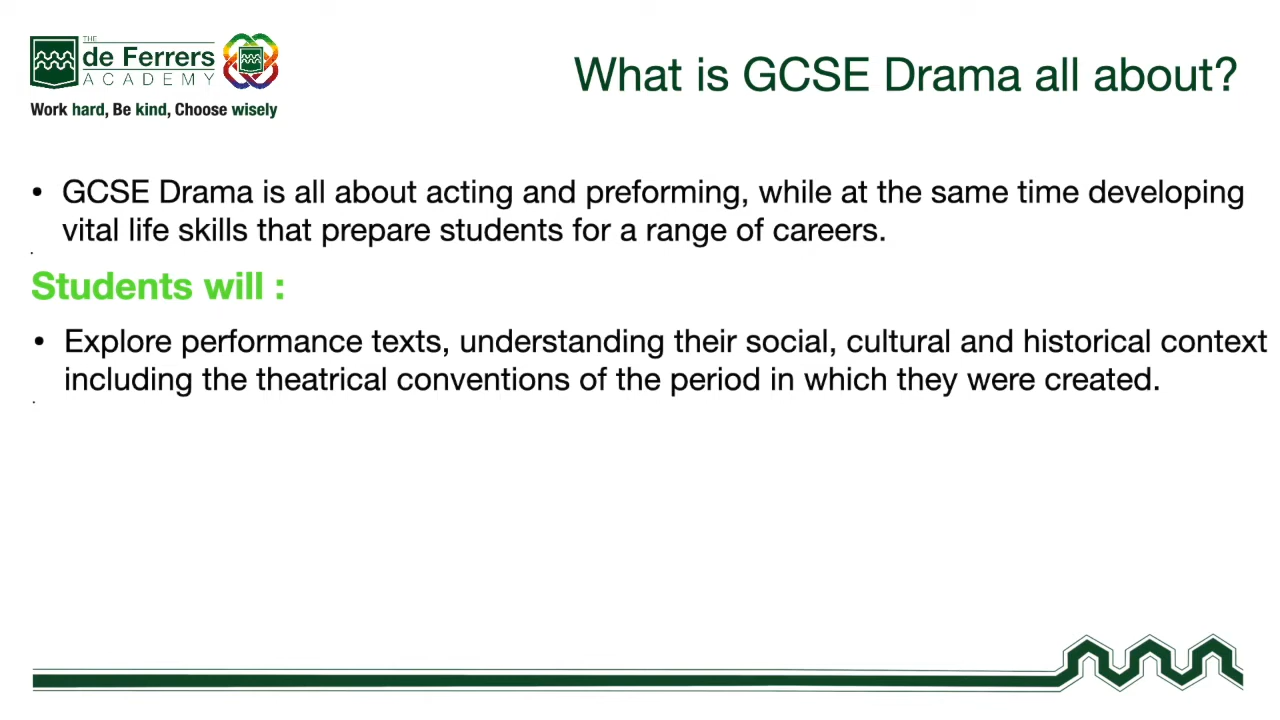 THE
de Ferrers
ACADEMY
Work hard, Be kind, Choose wisely
What is GCSE Drama all about?
• GCSE Drama is all about acting and preforming, while at the same time developing
vital life skills that prepare students for a range of careers.
Students will :
• Explore performance texts, understanding their social, cultural and historical context
including the theatrical conventions of the period in which they were created.